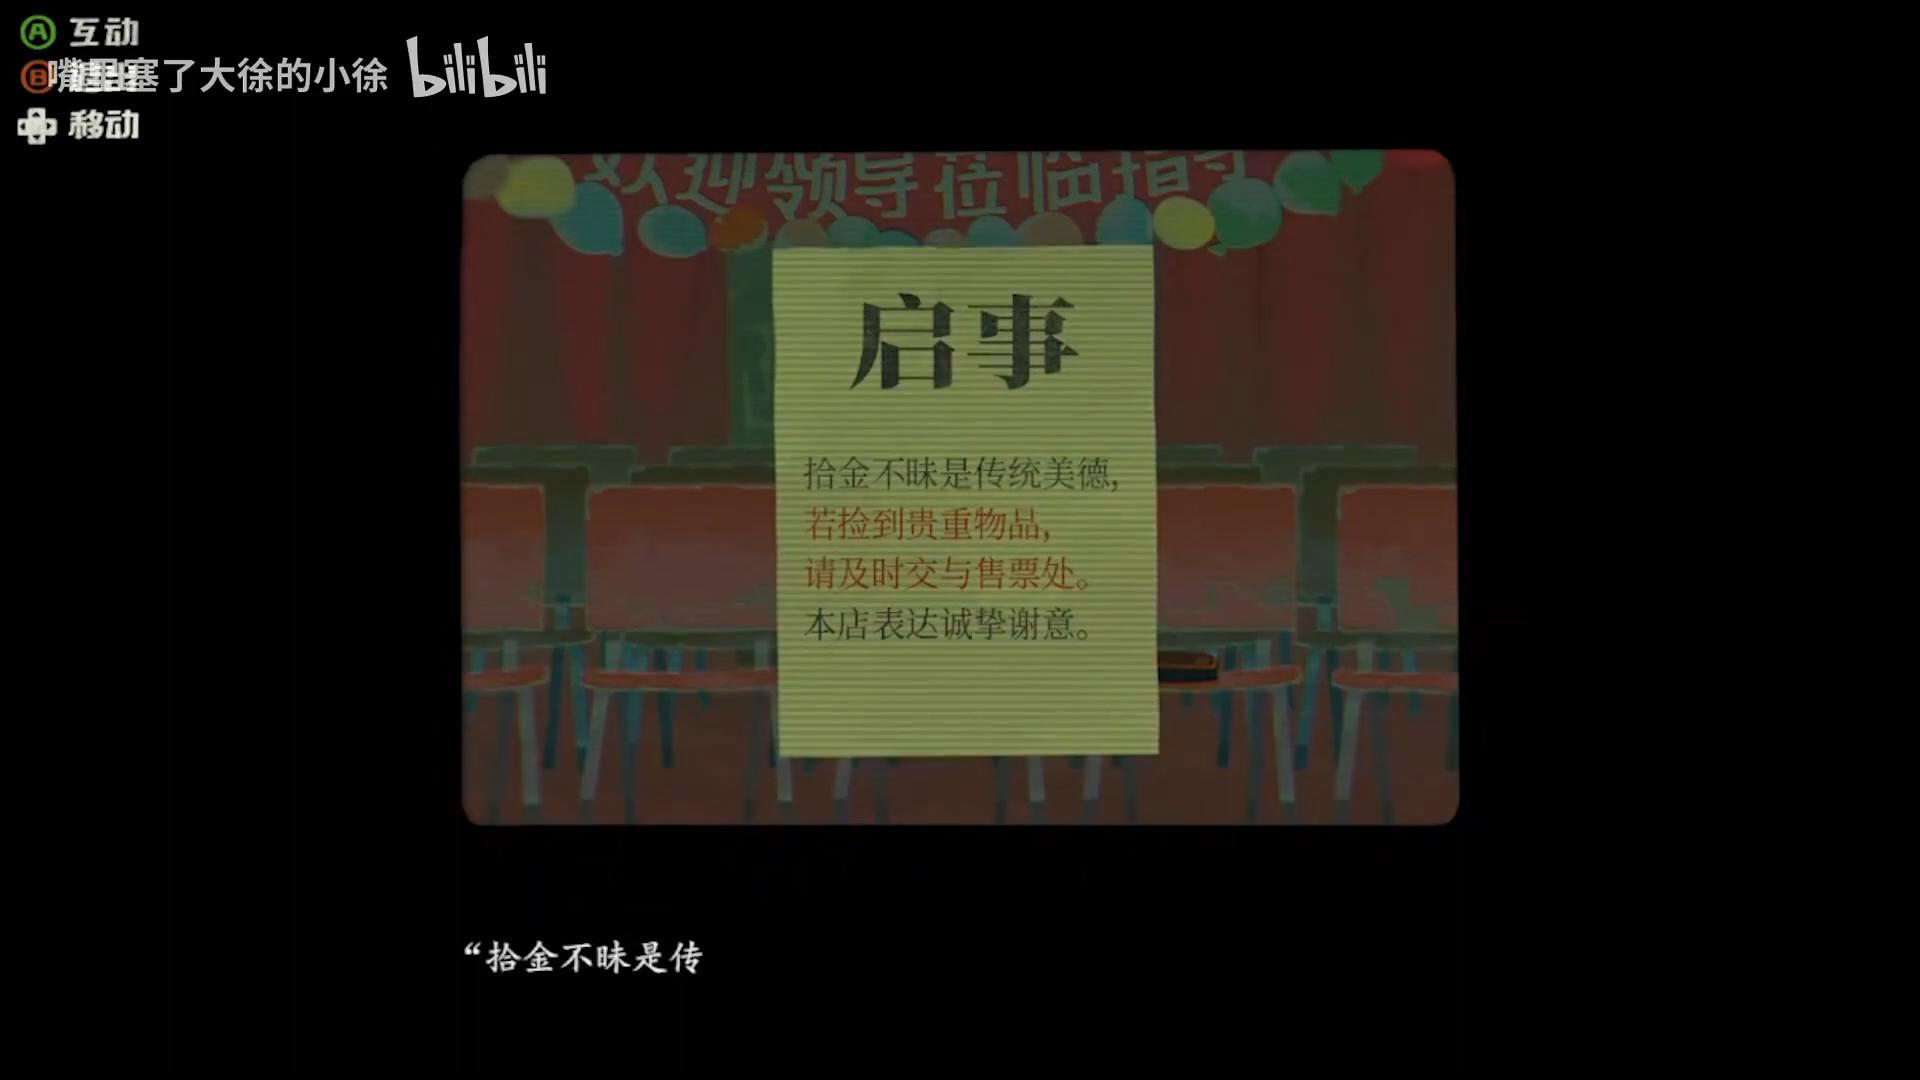 互动
嘴里塞了大徐的小徐 bilibili
移动
欢迎领导莅临指导
启事
拾金不昧是传统美德,
若捡到贵重物品,
请及时交与售票处。
本店表达诚挚谢意。
“拾金不昧是传